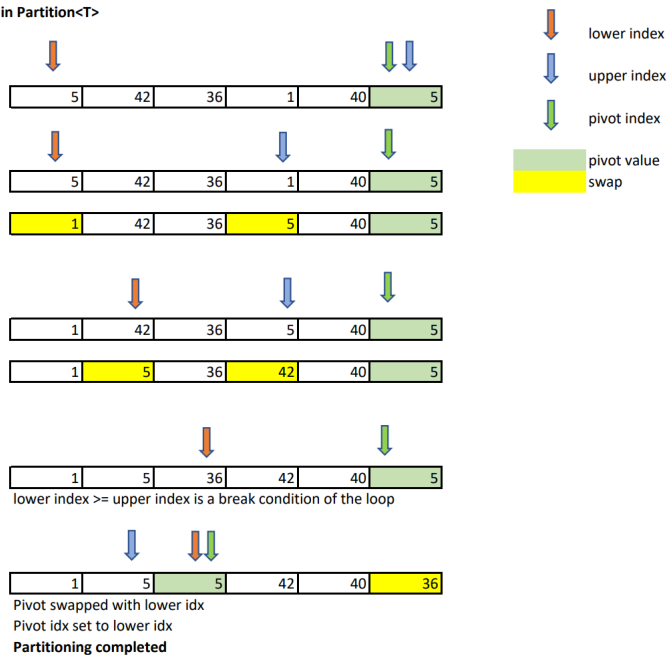 in Partition<T>
lower index
upper index
pivot index
pivot value
swap
5 42 36 1 40 5
5 42 36 1 40 5
1 42 36 5 40 5
1 42 36 5 40 5
1 5 36 42 40 5
1 5 36 42 40 5
lower index >= upper index is a break condition of the loop
1 5 5 42 40 36
Pivot swapped with lower idx
Pivot idx set to lower idx
Partitioning completed